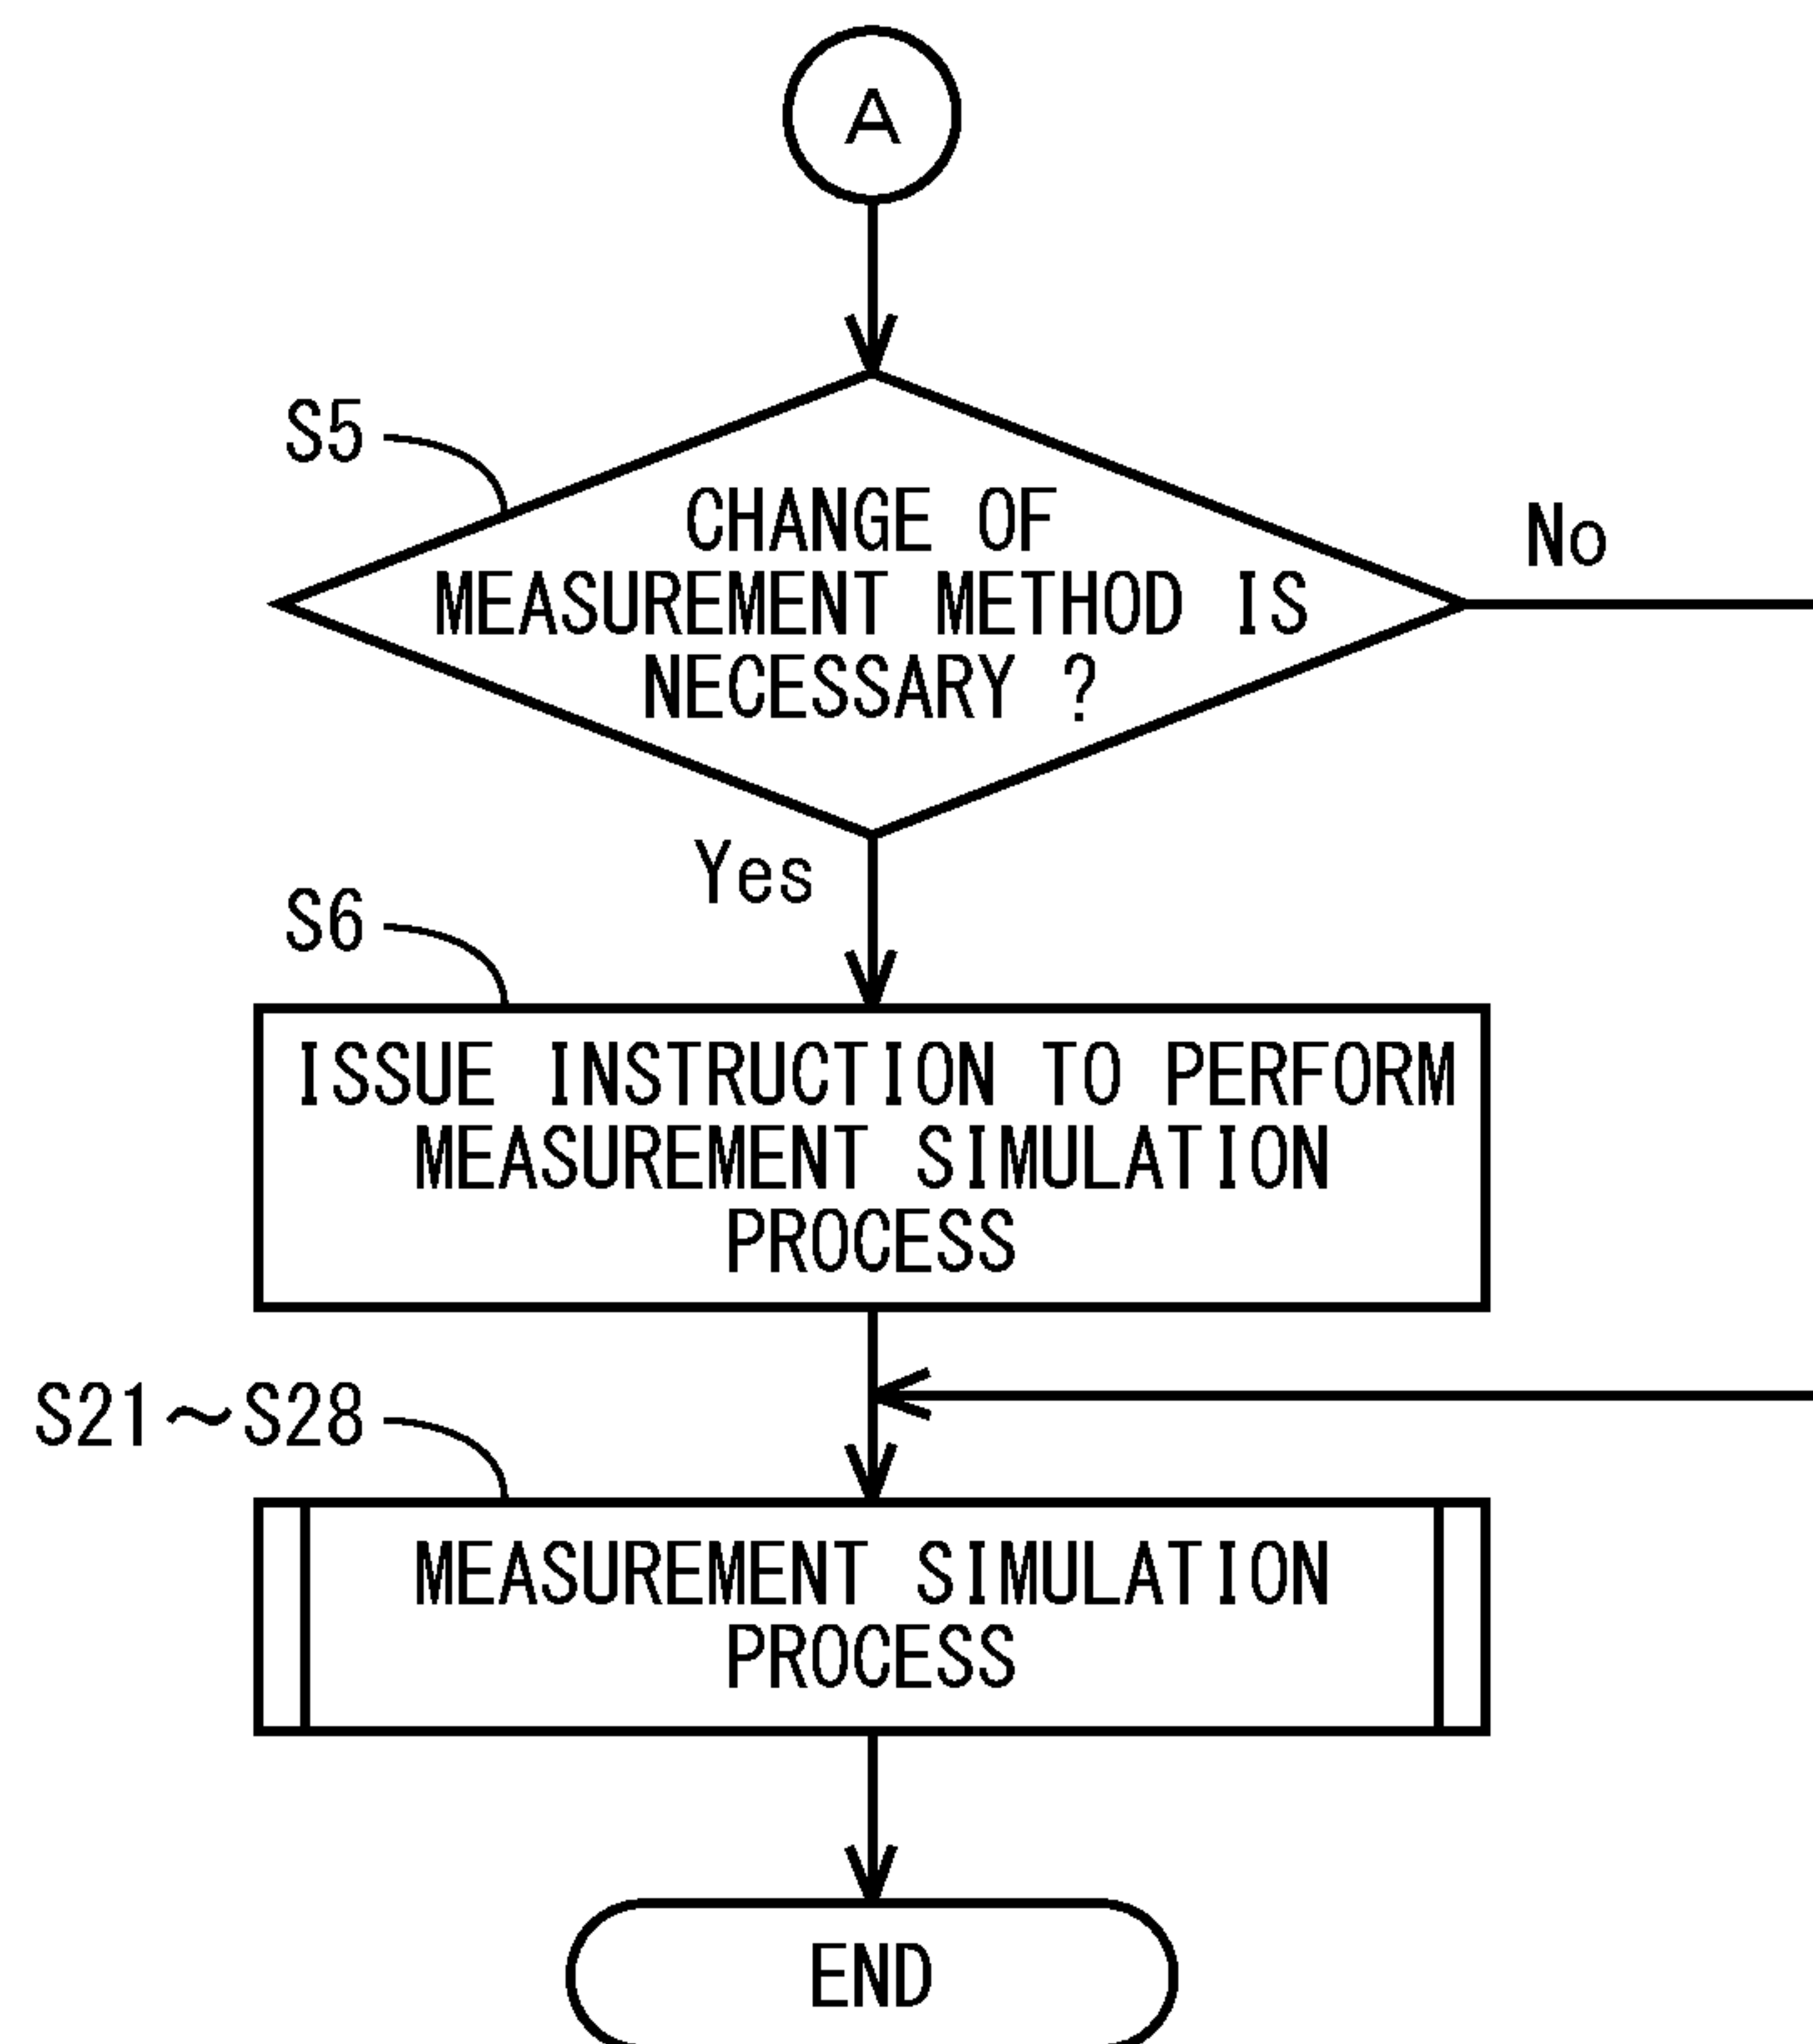 A
S5
CHANGE OF
MEASUREMENT METHOD IS
NECESSARY ?
No
Yes
S6
ISSUE INSTRUCTION TO PERFORM
MEASUREMENT SIMULATION
PROCESS
S21～S28
MEASUREMENT SIMULATION
PROCESS
END